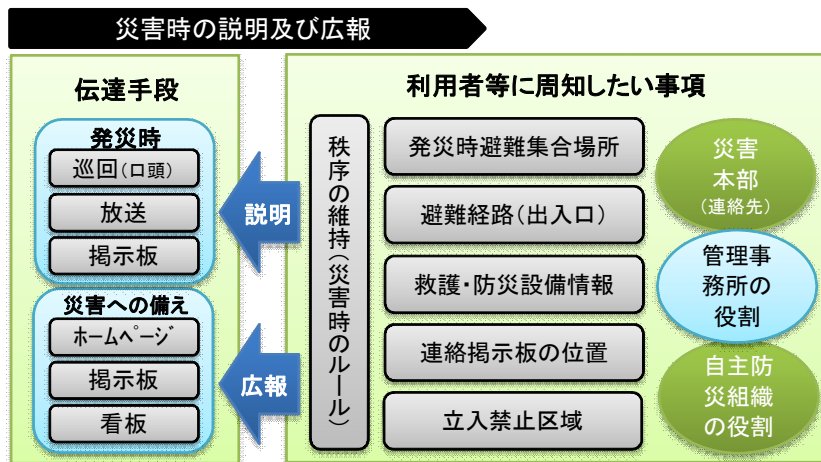 災害時の説明及び広報
伝達手段
発災時
巡回(口頭)
放送
掲示板
災害への備え
ﾎｰﾑﾍﾟｰｼﾞ
掲示板
看板
説明
広報
利用者等に周知したい事項
秩序の維持(災害時のルール)
発災時避難集合場所
避難経路(出入口)
救護・防災設備情報
連絡掲示板の位置
立入禁止区域
災害
本部
(連絡先)
管理事
務所の
役割
自主防
災組織
の役割